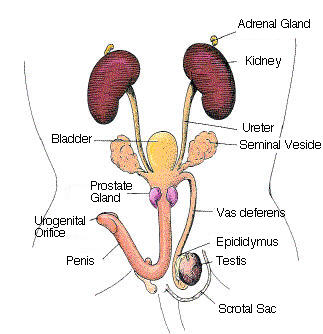 Adrenal Gland
Kidney
Ureter
Bladder
Seminal Veside
Prostate
Gland
Vas deferens
Urogenital
Orifice
Epididymus
Penis
Testis
Scrotal Sac